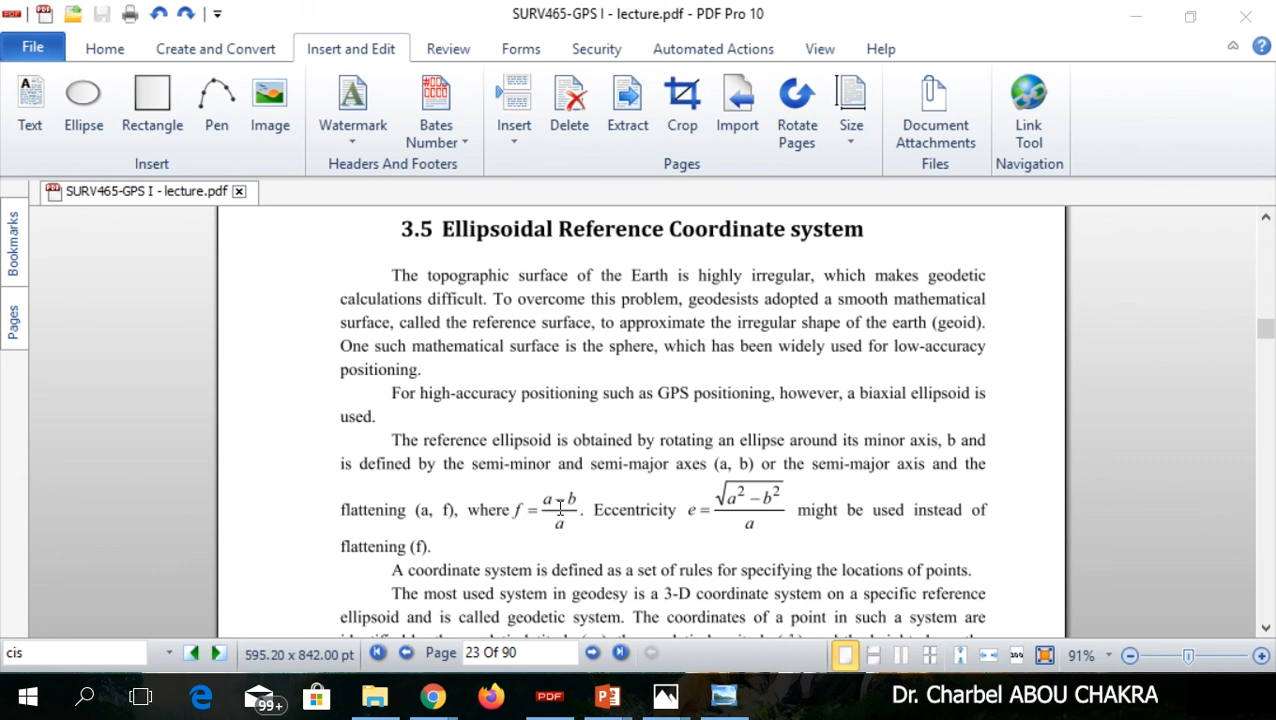 SURV465-GPS I - lecture.pdf - PDF Pro 10
File Home Create and Convert Insert and Edit Review Forms Security Automated Actions View Help
Text Ellipse Rectangle Pen Image Watermark Bates Number Insert Delete Extract Crop Import Rotate Pages Size Document Attachments Link Tool
Insert Headers And Footers Pages Files Navigation
SURV465-GPS I - lecture.pdf
Bookmarks
Pages
3.5 Ellipsoidal Reference Coordinate system
The topographic surface of the Earth is highly irregular, which makes geodetic
calculations difficult. To overcome this problem, geodesists adopted a smooth mathematical
surface, called the reference surface, to approximate the irregular shape of the earth (geoid).
One such mathematical surface is the sphere, which has been widely used for low-accuracy
positioning.
For high-accuracy positioning such as GPS positioning, however, a biaxial ellipsoid is
used.
The reference ellipsoid is obtained by rotating an ellipse around its minor axis, b and
is defined by the semi-minor and semi-major axes (a, b) or the semi-major axis and the
flattening (a, f), where f = (a - b)/a. Eccentricity e = √(a² - b²)/a might be used instead of
flattening (f).
A coordinate system is defined as a set of rules for specifying the locations of points.
The most used system in geodesy is a 3-D coordinate system on a specific reference
ellipsoid and is called geodetic system. The coordinates of a point in such a system are
cis 595.20 x 842.00 pt Page 23 Of 90 91%
99+ Dr. Charbel ABOU CHAKRA